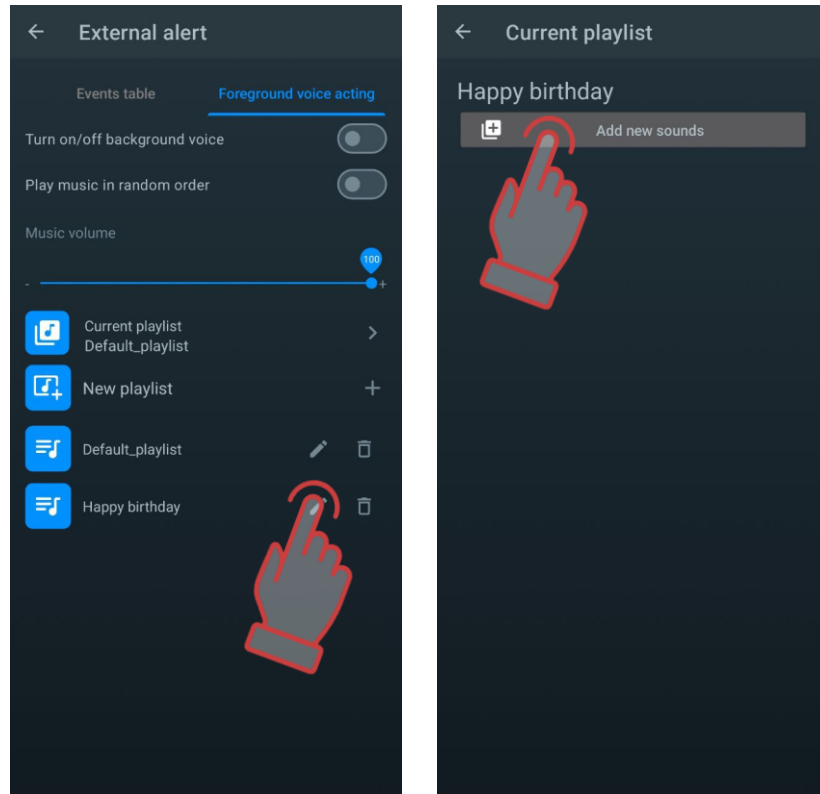 External alert
Events table
Foreground voice acting
Turn on/off background voice
Play music in random order
Music volume
100
- +
Current playlist
Default_playlist
New playlist
Default_playlist
Happy birthday
Current playlist
Happy birthday
Add new sounds